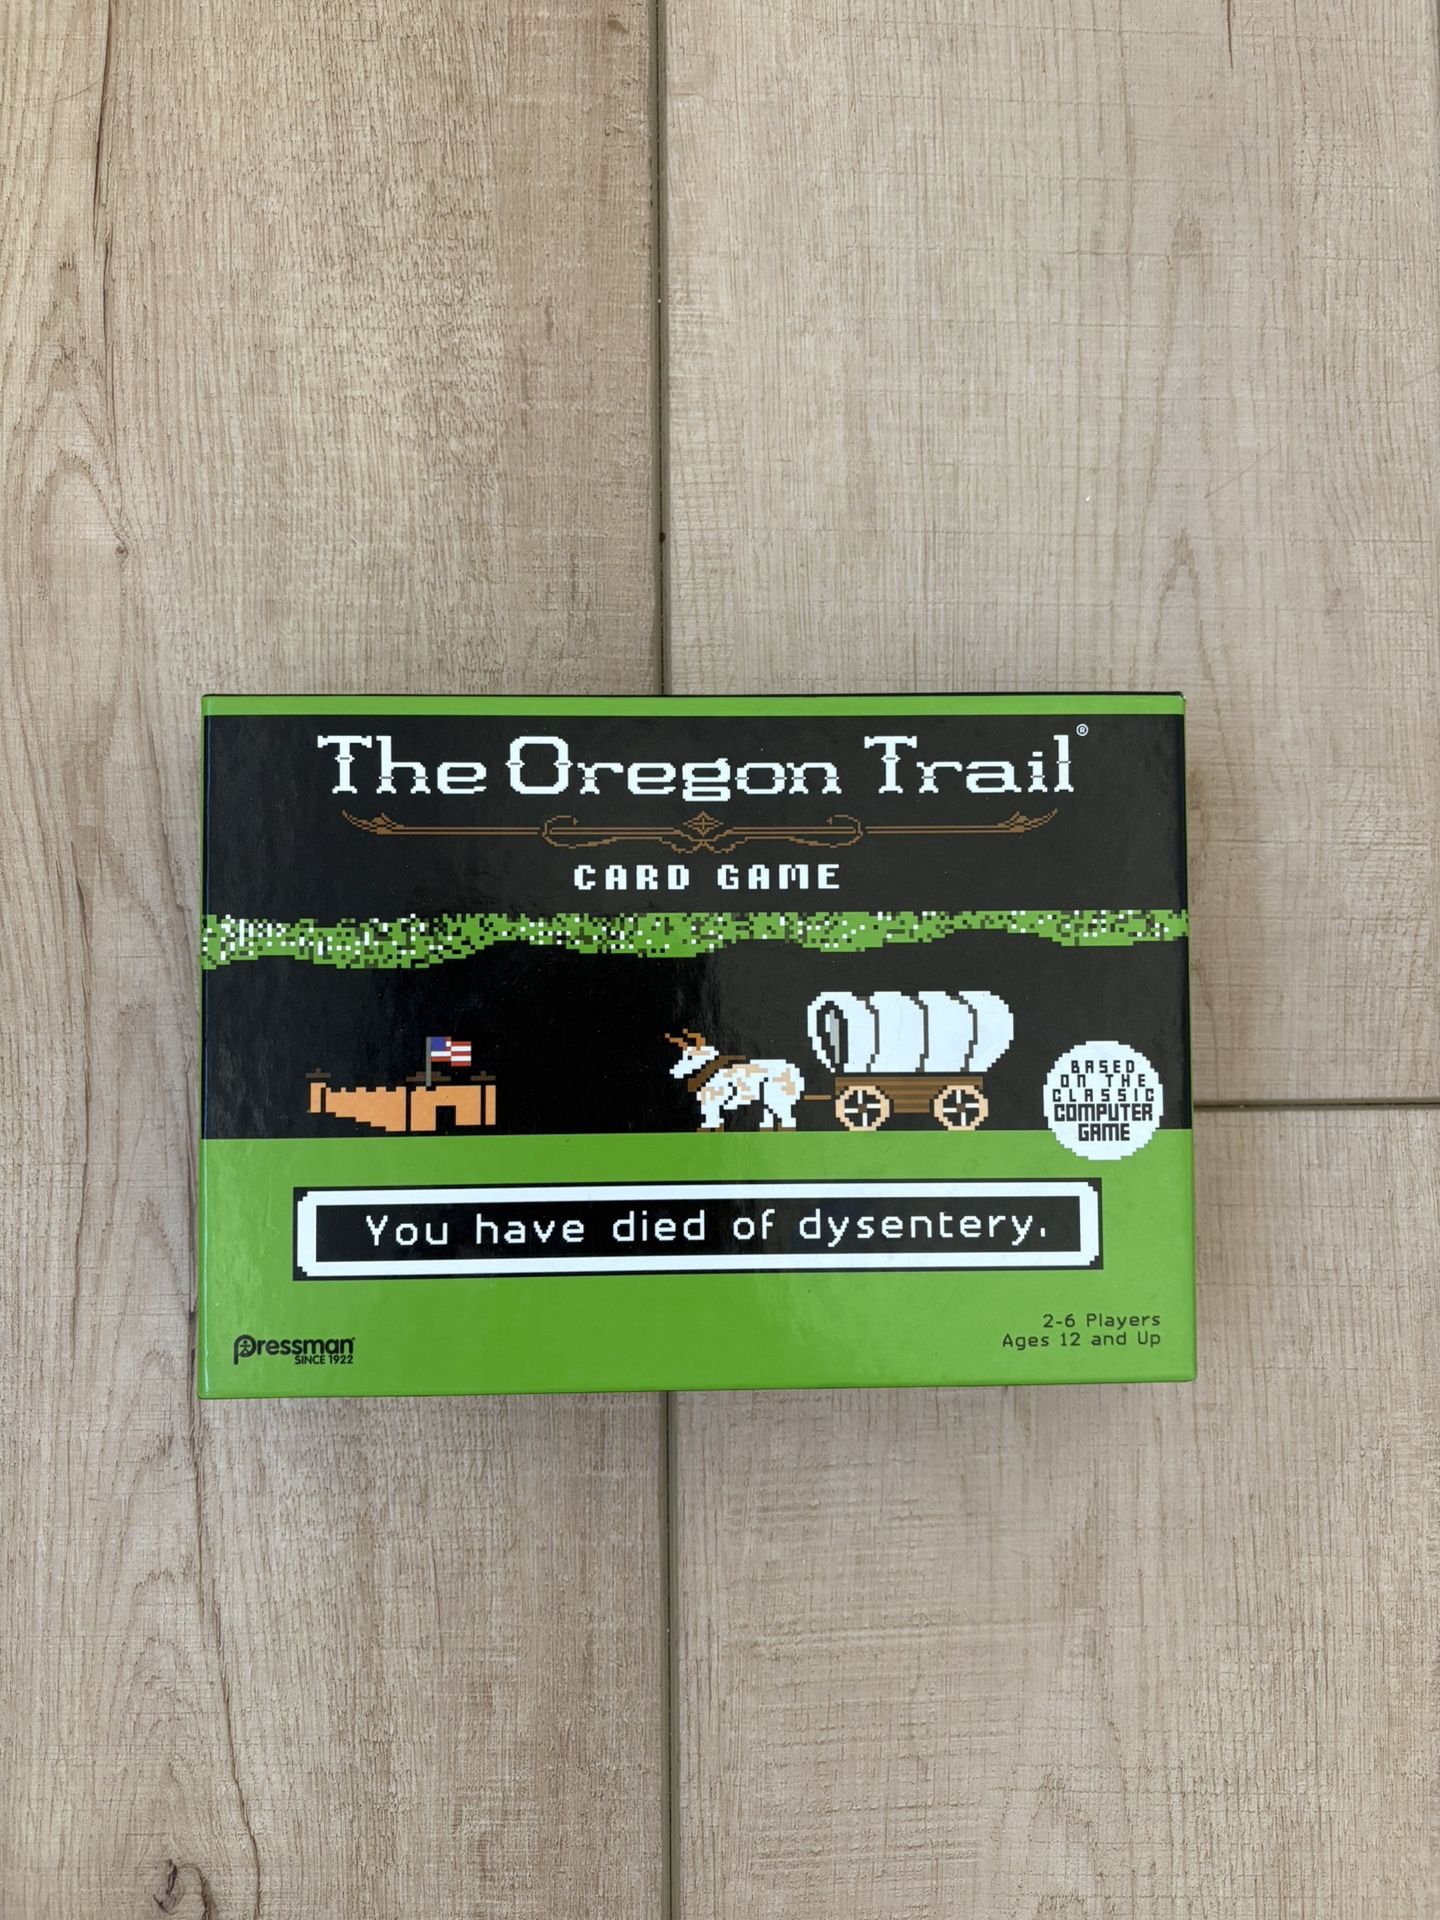 The Oregon Trail®
CARD GAME
BASED
ON THE
CLASSIC
COMPUTER
GAME
You have died of dysentery.
2-6 Players
Ages 12 and Up
Pressman®
SINCE 1922